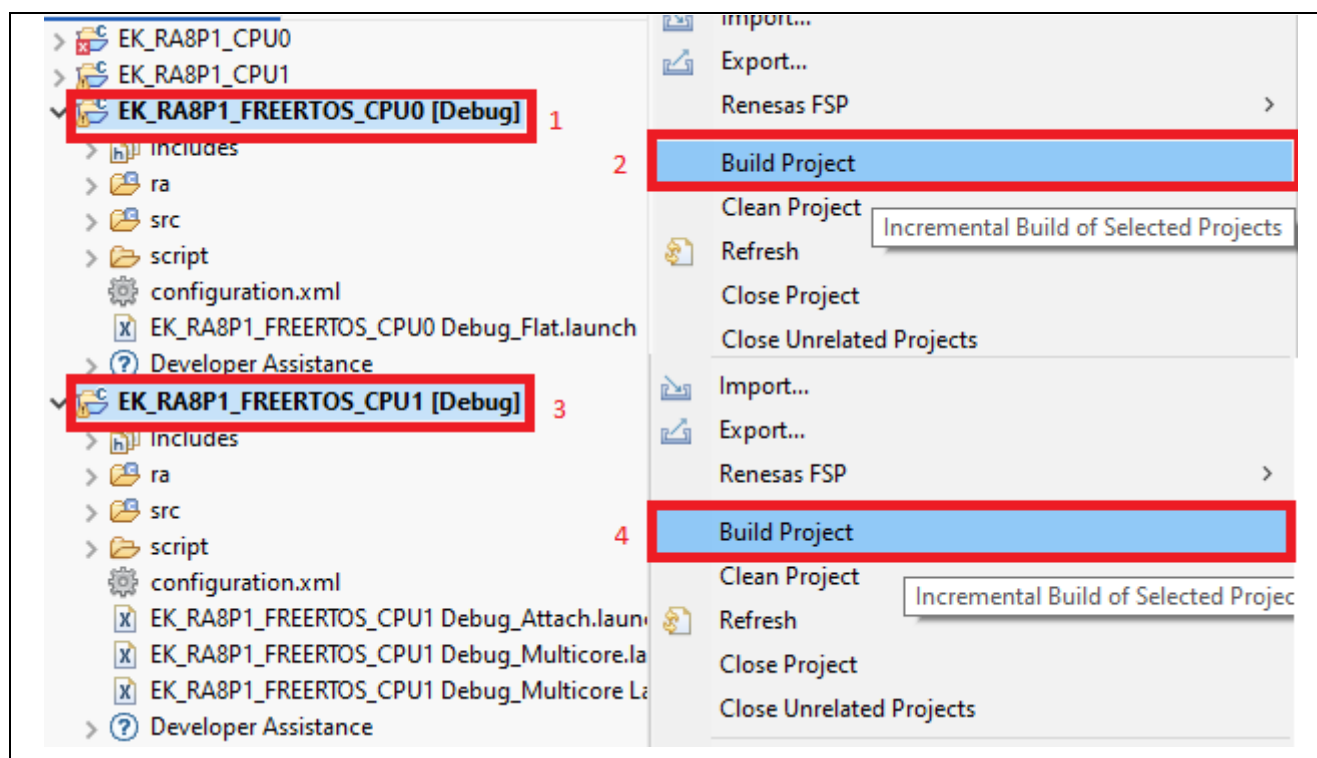 EK_RA8P1_CPU0
EK_RA8P1_CPU1
EK_RA8P1_FREERTOS_CPU0 [Debug]
1
Includes
ra
src
script
configuration.xml
EK_RA8P1_FREERTOS_CPU0 Debug_Flat.launch
Developer Assistance
EK_RA8P1_FREERTOS_CPU1 [Debug]
3
Includes
ra
src
script
configuration.xml
EK_RA8P1_FREERTOS_CPU1 Debug_Attach.laun
EK_RA8P1_FREERTOS_CPU1 Debug_Multicore.la
EK_RA8P1_FREERTOS_CPU1 Debug_Multicore La
Developer Assistance
Import...
Export...
Renesas FSP
2
Build Project
Clean Project
Incremental Build of Selected Projects
Refresh
Close Project
Close Unrelated Projects
Import...
Export...
Renesas FSP
4
Build Project
Clean Project
Incremental Build of Selected Projec
Refresh
Close Project
Close Unrelated Projects